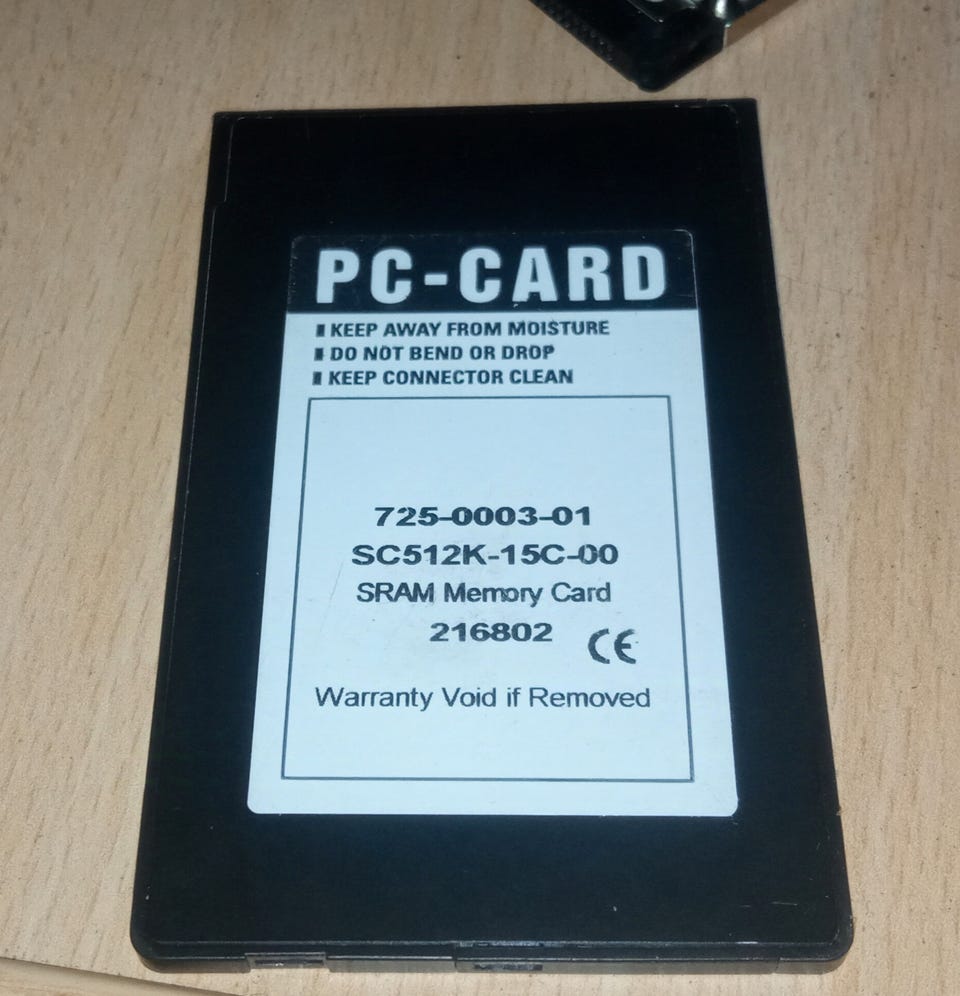 PC-CARD
KEEP AWAY FROM MOISTURE
DO NOT BEND OR DROP
KEEP CONNECTOR CLEAN
725-0003-01
SC512K-15C-00
SRAM Memory Card
216802
CE
Warranty Void if Removed